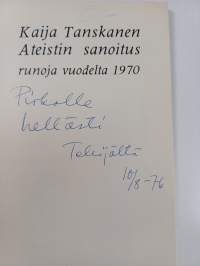 Kaija Tanskanen
Ateistin sanoitus
runoja vuodelta 1970
Pirkolle
hellästi
Tekijältä
10/8-76